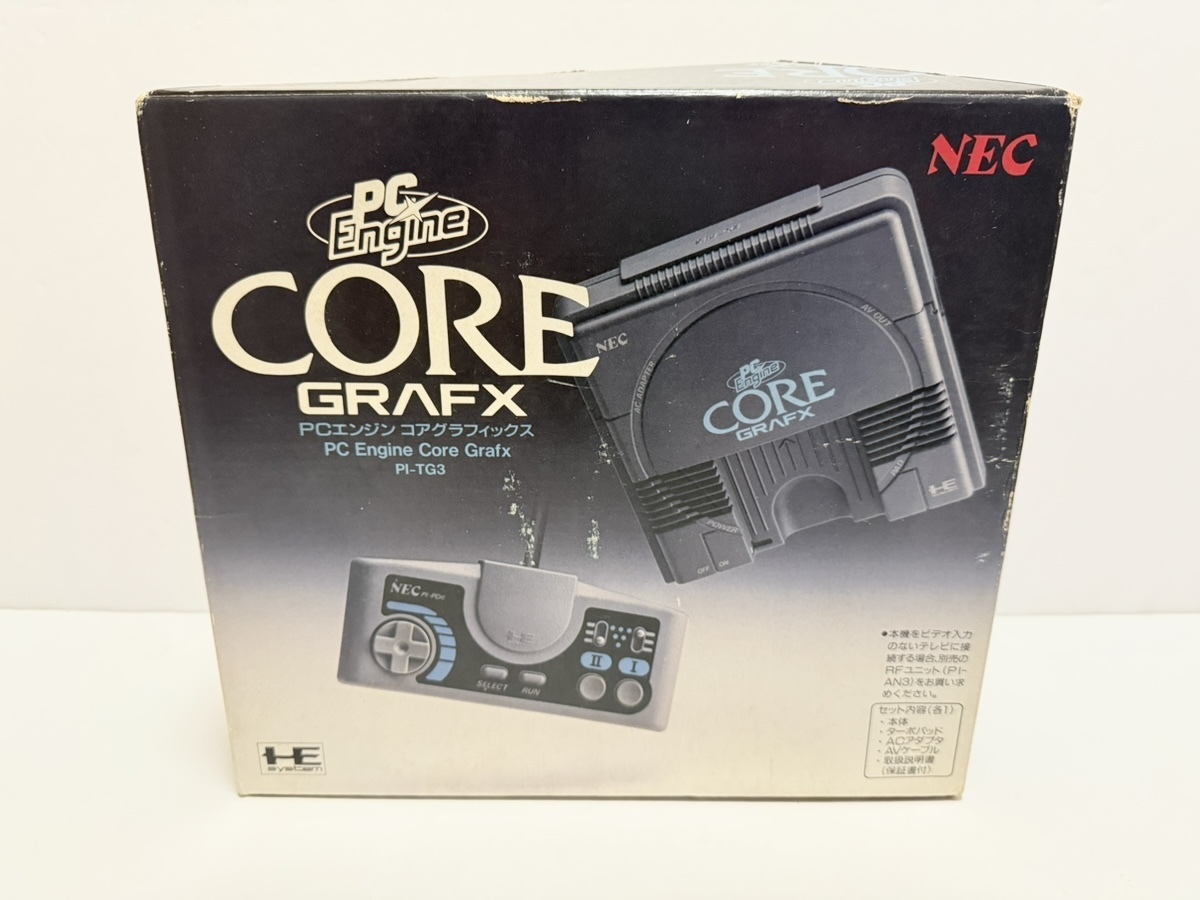 NEC
PC Engine
CORE
GRAFX
PCエンジン コアグラフィックス
PC Engine Core Grafx
PI-TG3
NEC
AC ADAPTER
AV OUT
PC Engine
CORE
GRAFX
POWER
OFF ON
HE
NEC PI-PD6
HE
SELECT
RUN
II I
●本機をビデオ入力
のないテレビに接
続する場合、別売の
RFユニット(PI-
AN3)をお買い求
めください。
セット内容(各1)
・本体
・ターボパッド
・ACアダプタ
・AVケーブル
・取扱説明書
(保証書付)
HE
system